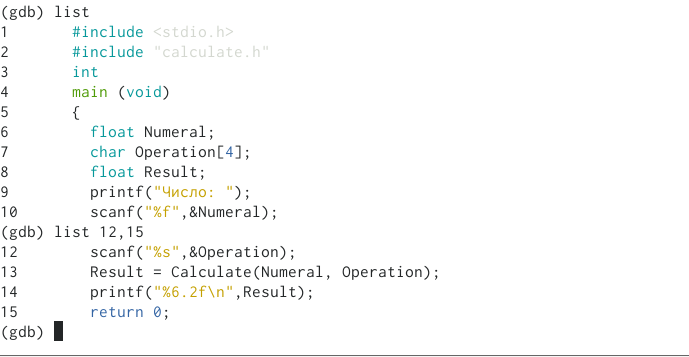 (gdb) list
1       #include <stdio.h>
2       #include "calculate.h"
3       int
4       main (void)
5       {
6         float Numeral;
7         char Operation[4];
8         float Result;
9         printf("Число: ");
10        scanf("%f",&Numeral);
(gdb) list 12,15
12        scanf("%s",&Operation);
13        Result = Calculate(Numeral, Operation);
14        printf("%6.2f\n",Result);
15        return 0;
(gdb)